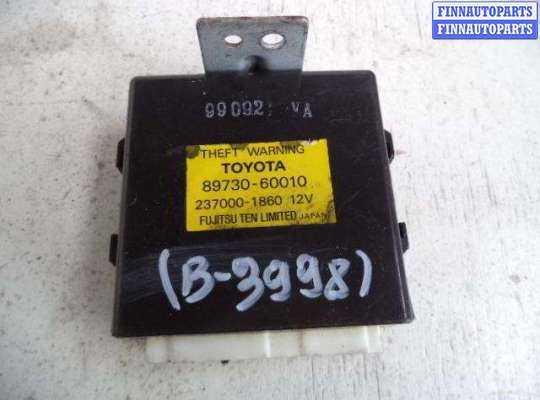 FINNAUTOPARTS
FINNAUTOPARTS
THEFT WARNING
TOYOTA
89730-60010
237000-1860 12V
FUJITSU TEN LIMITED JAPAN
(B-3998)